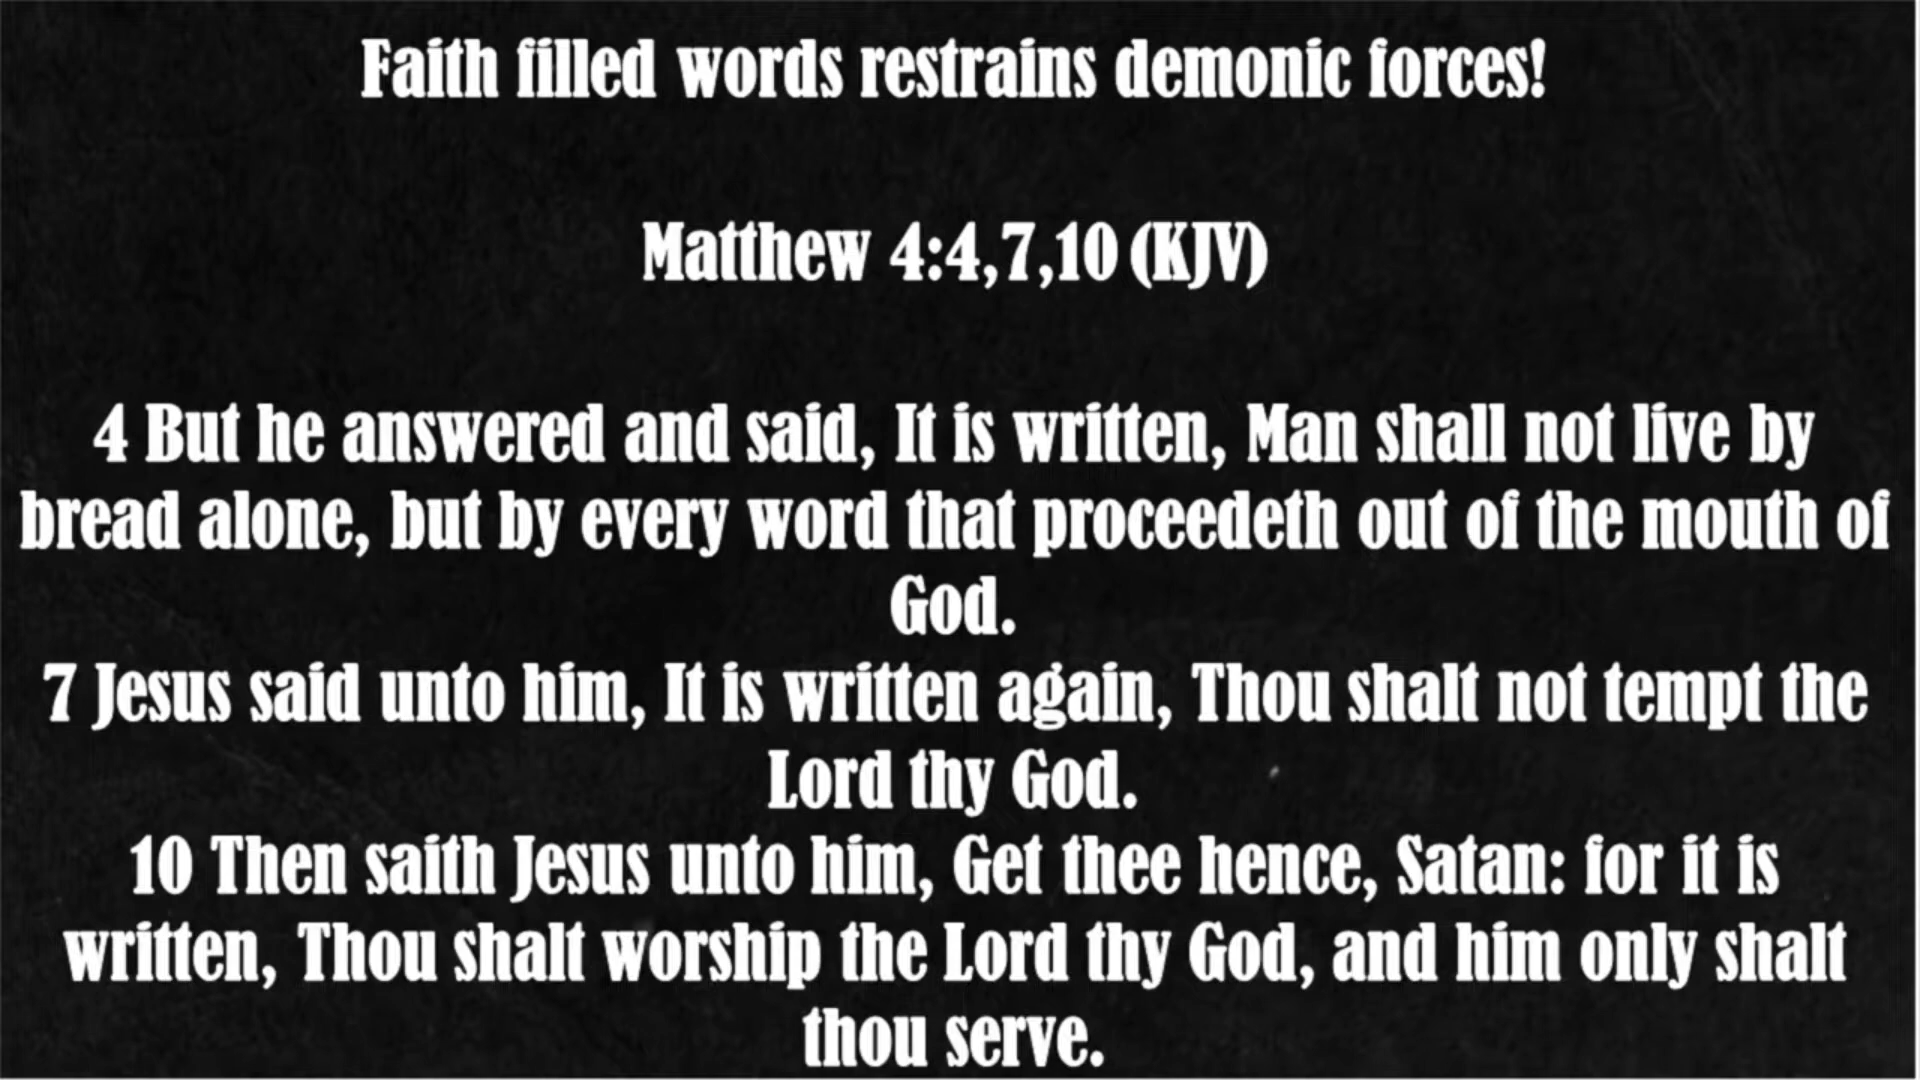 Faith filled words restrains demonic forces!
Matthew 4:4,7,10 (KJV)
4 But he answered and said, It is written, Man shall not live by
bread alone, but by every word that proceedeth out of the mouth of
God.
7 Jesus said unto him, It is written again, Thou shalt not tempt the
Lord thy God.
10 Then saith Jesus unto him, Get thee hence, Satan: for it is
written, Thou shalt worship the Lord thy God, and him only shalt
thou serve.